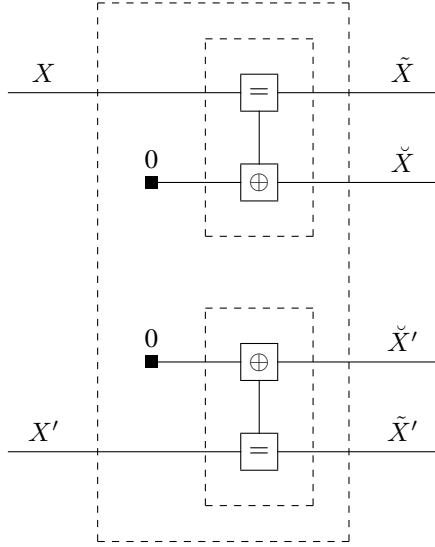 X = X̃
0 ⊕ X̆
0 ⊕ X̆′
X′ = X̃′